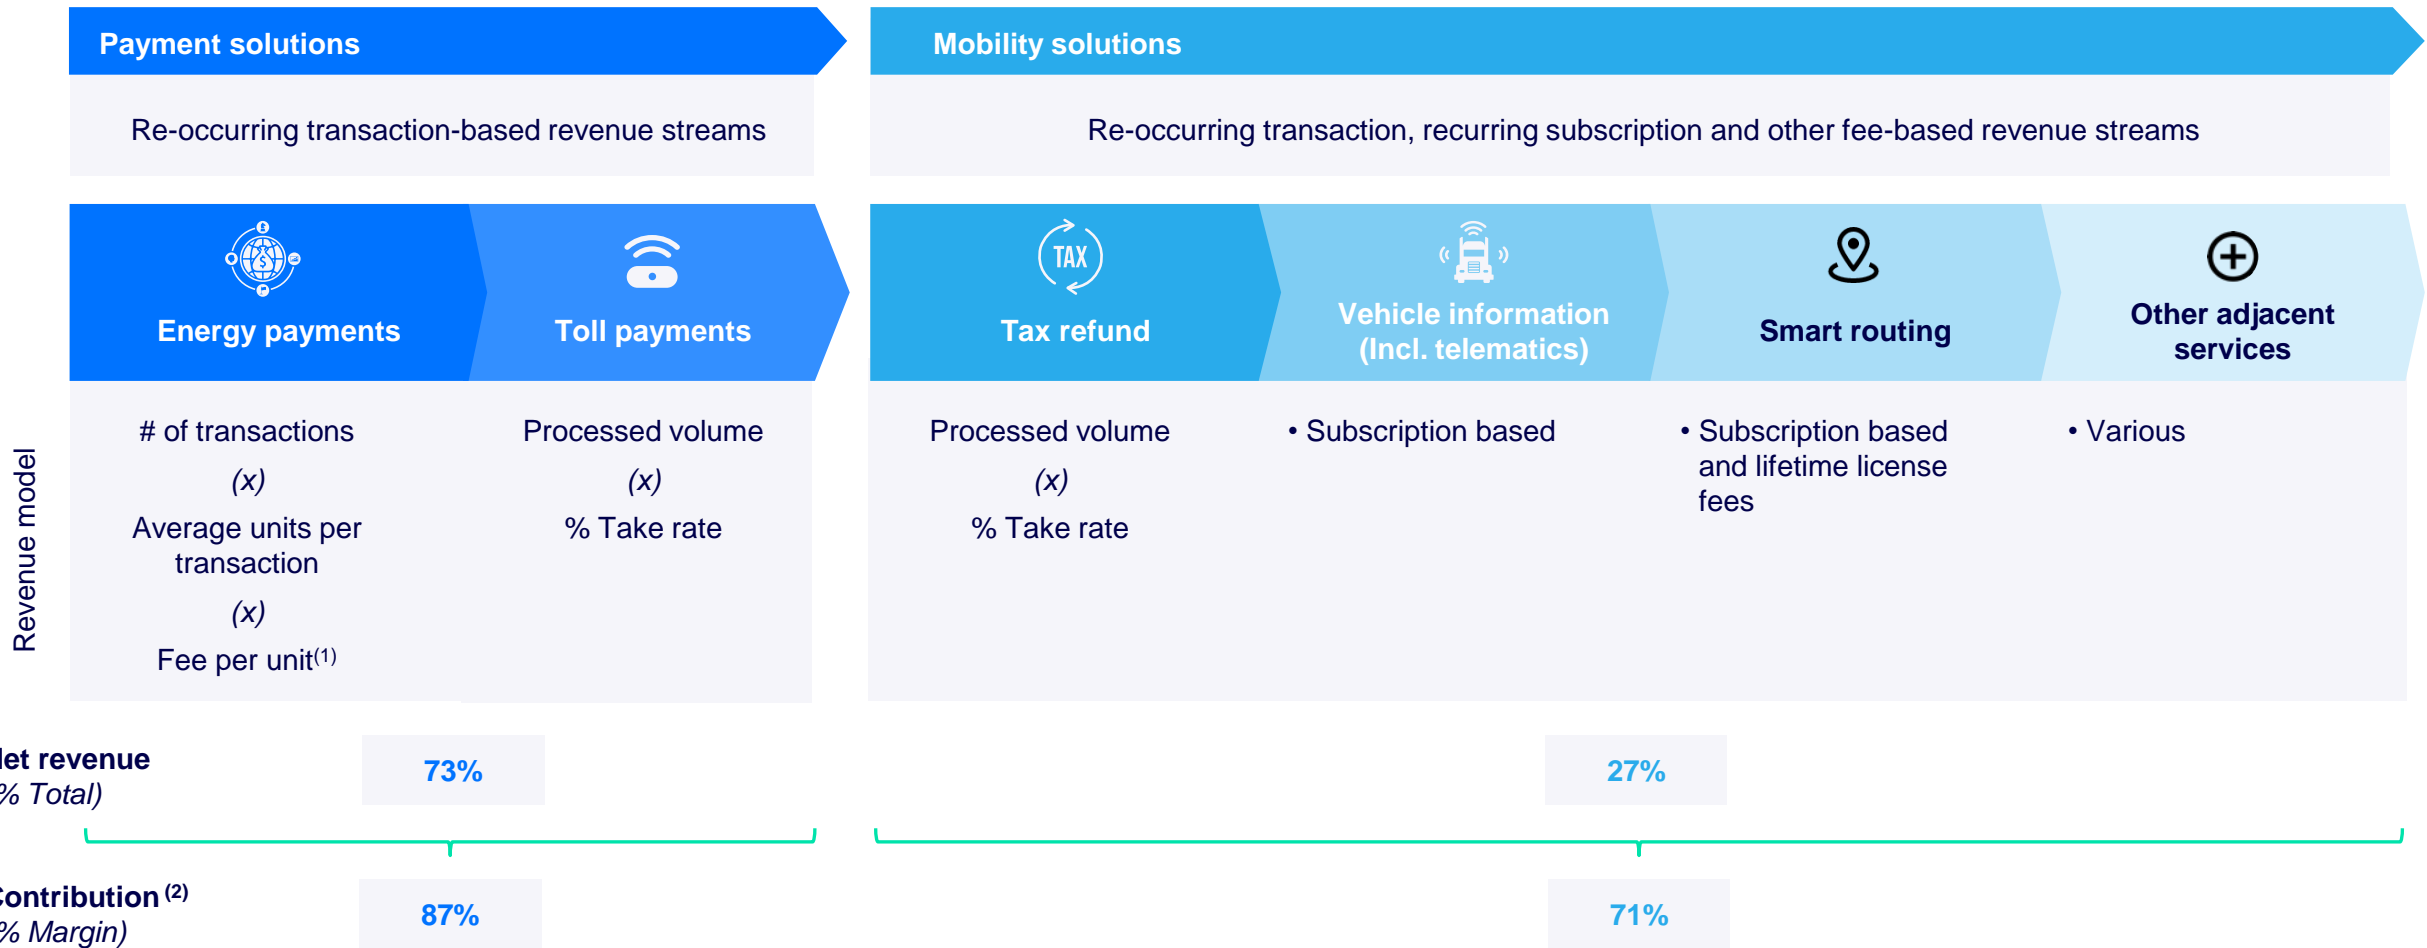 Payment solutions
Mobility solutions
Re-occurring transaction-based revenue streams
Re-occurring transaction, recurring subscription and other fee-based revenue streams
Energy payments
Toll payments
TAX
Tax refund
Vehicle information
(Incl. telematics)
Smart routing
Other adjacent
services
Revenue model
# of transactions
(x)
Average units per
transaction
(x)
Fee per unit(1)
Processed volume
(x)
% Take rate
Processed volume
(x)
% Take rate
• Subscription based
• Subscription based
and lifetime license
fees
• Various
et revenue
% Total)
73%
27%
ontribution (2)
% Margin)
87%
71%